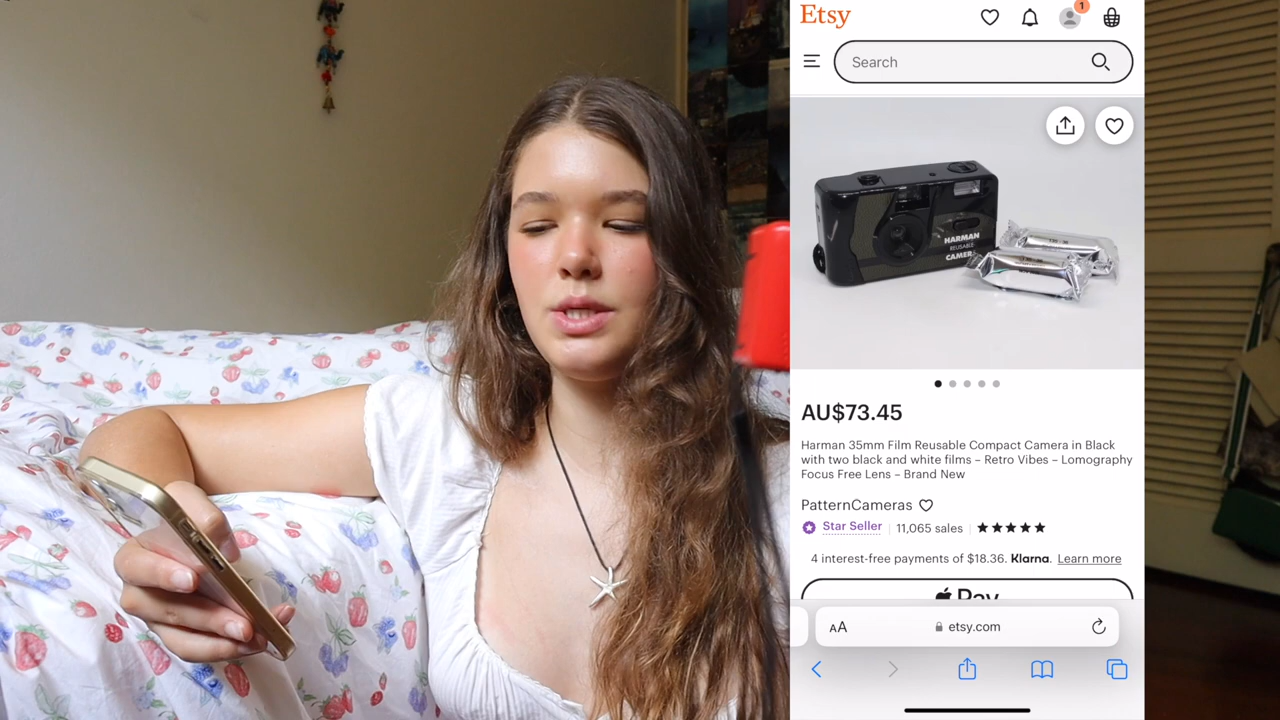 Etsy
1
Search
HARMAN
REUSABLE
CAMERA
AU$73.45
Harman 35mm Film Reusable Compact Camera in Black
with two black and white films – Retro Vibes – Lomography
Focus Free Lens – Brand New
PatternCameras
Star Seller 11,065 sales ★★★★★
4 interest-free payments of $18.36. Klarna. Learn more
Pay
AA etsy.com